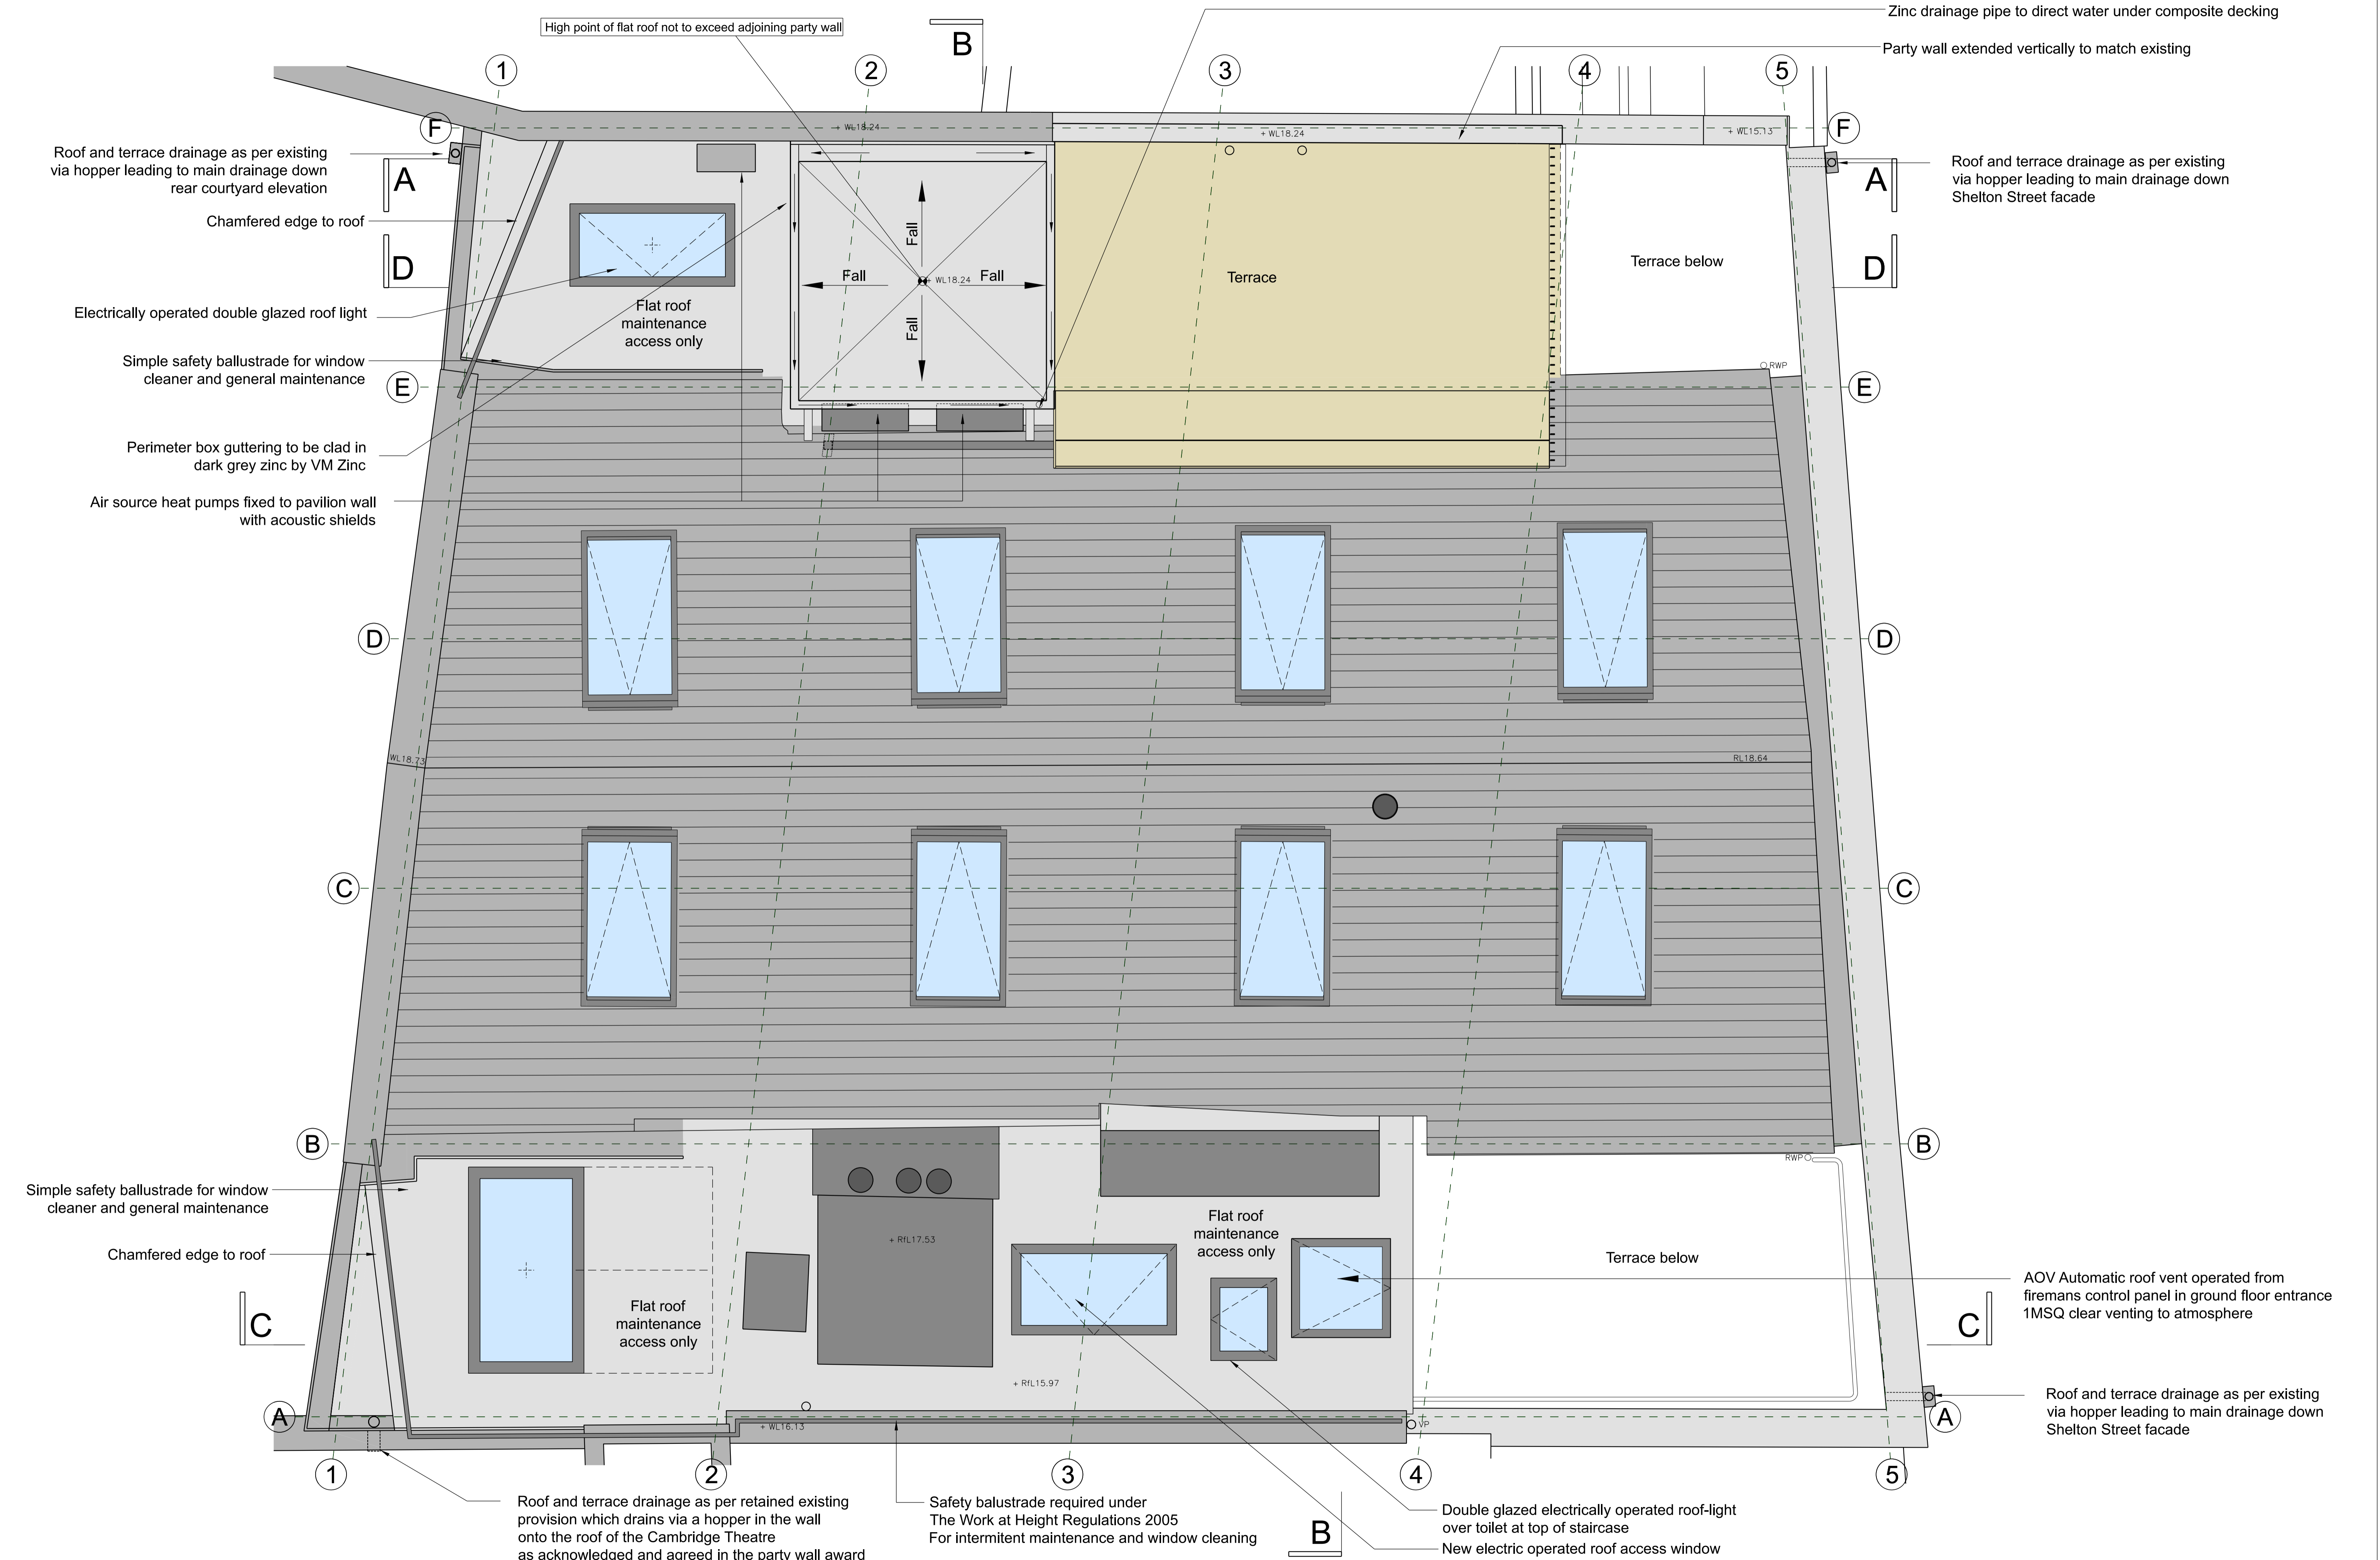 Zinc drainage pipe to direct water under composite decking
High point of flat roof not to exceed adjoining party wall
B
Party wall extended vertically to match existing
1
2
3
4
5
F
+ WL18.24
+ WL18.24
+ WL15.13
F
Roof and terrace drainage as per existing
via hopper leading to main drainage down
rear courtyard elevation
A
A
Roof and terrace drainage as per existing
via hopper leading to main drainage down
Shelton Street facade
Chamfered edge to roof
D
D
Fall
Fall
+ WL18.24
Fall
Fall
Terrace
Terrace below
Electrically operated double glazed roof light
Flat roof
maintenance
access only
Simple safety ballustrade for window
cleaner and general maintenance
RWP
E
E
Perimeter box guttering to be clad in
dark grey zinc by VM Zinc
Air source heat pumps fixed to pavilion wall
with acoustic shields
D
D
WL18.73
RL18.64
C
C
B
B
RWP
Simple safety ballustrade for window
cleaner and general maintenance
Chamfered edge to roof
+ RfL17.53
Flat roof
maintenance
access only
Terrace below
AOV Automatic roof vent operated from
firemans control panel in ground floor entrance
1MSQ clear venting to atmosphere
C
C
Flat roof
maintenance
access only
+ RfL15.97
Roof and terrace drainage as per existing
via hopper leading to main drainage down
Shelton Street facade
A
+ WL16.13
VP
A
1
2
3
4
5
Roof and terrace drainage as per retained existing
provision which drains via a hopper in the wall
onto the roof of the Cambridge Theatre
as acknowledged and agreed in the party wall award
Safety balustrade required under
The Work at Height Regulations 2005
For intermitent maintenance and window cleaning
B
Double glazed electrically operated roof-light
over toilet at top of staircase
New electric operated roof access window